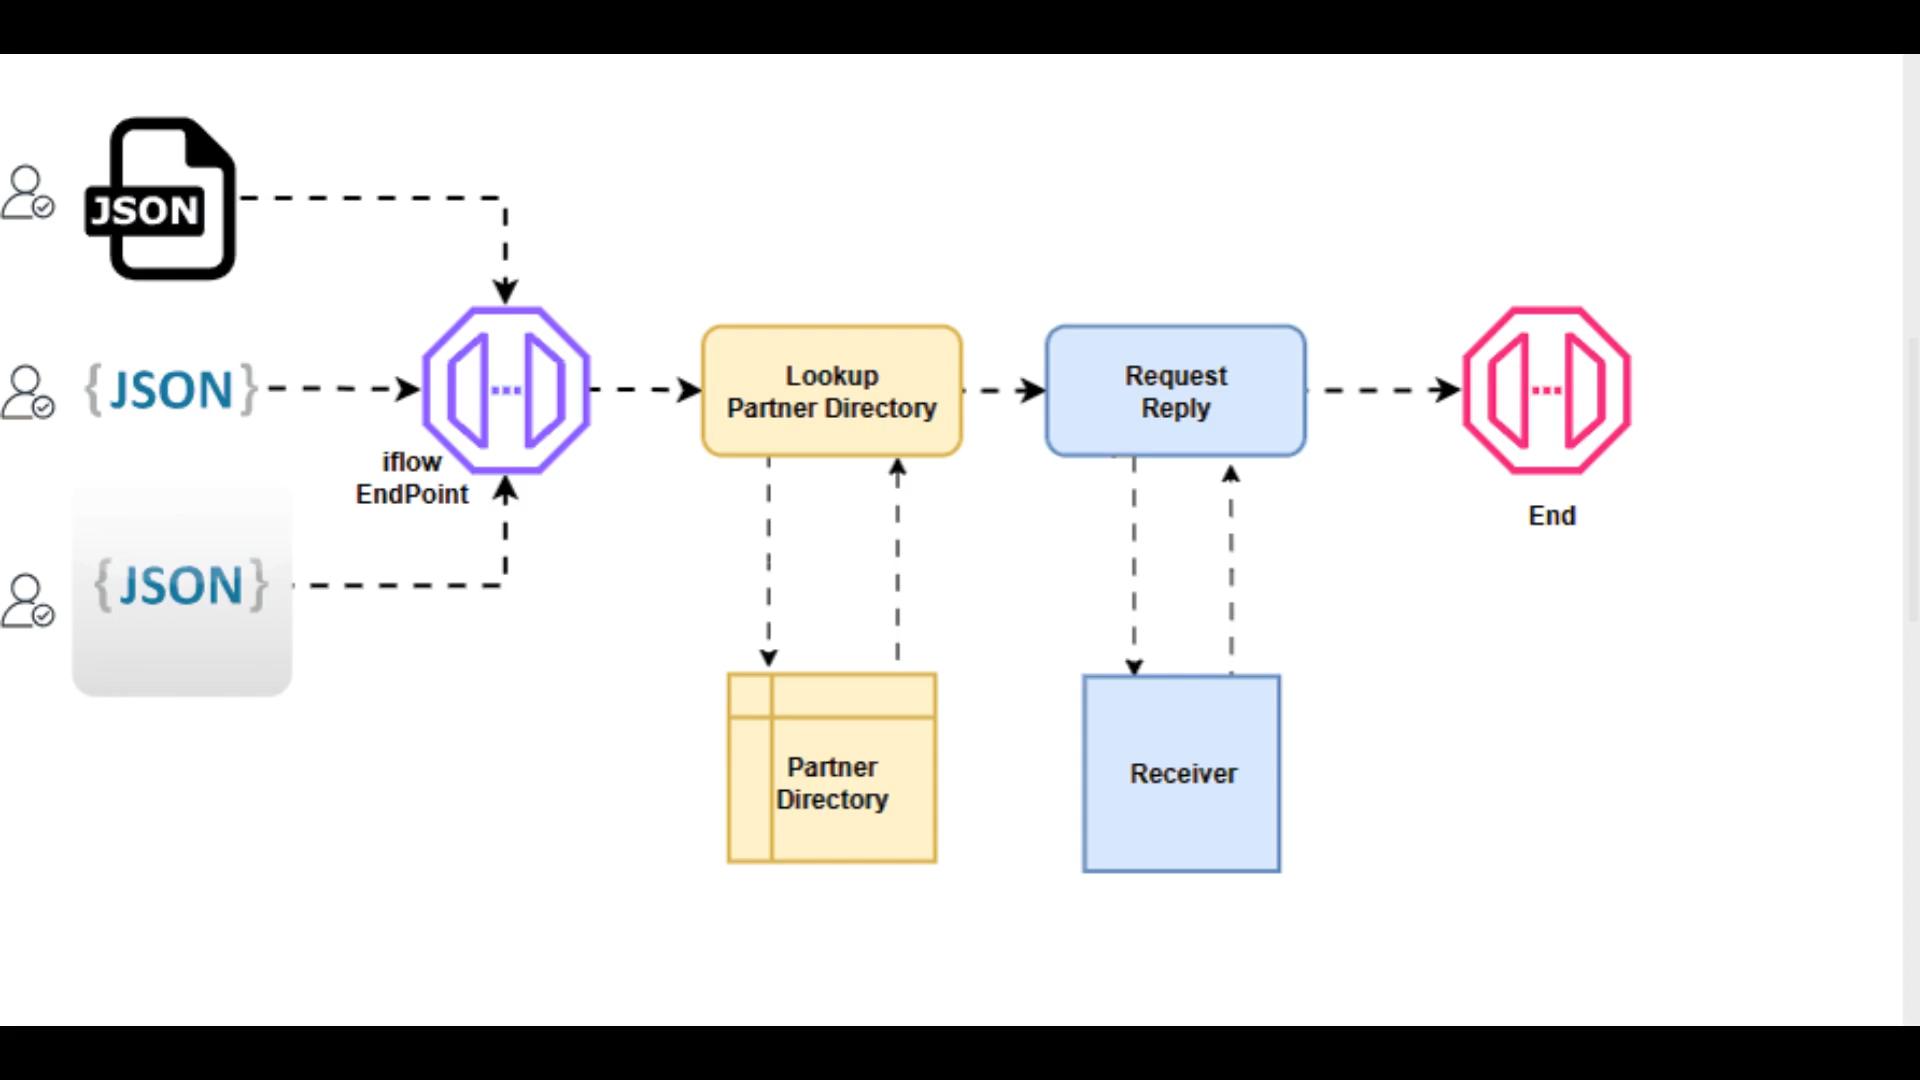 JSON
{JSON}
{JSON}
iflow
EndPoint
Lookup
Partner Directory
Request
Reply
End
Partner
Directory
Receiver